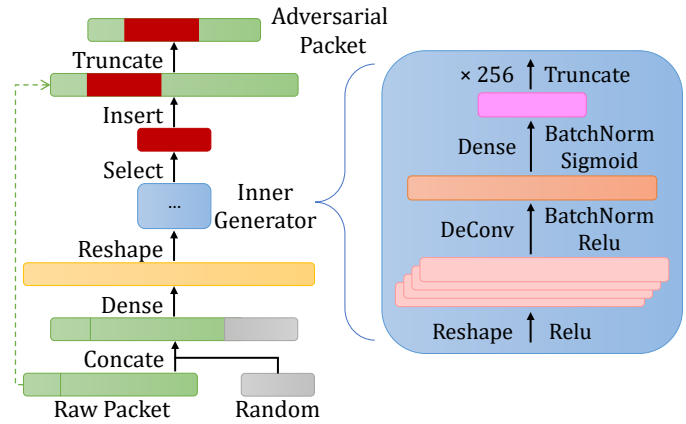 Adversarial
Packet
Truncate
Insert
Select
...
Inner
Generator
Reshape
Dense
Concate
Raw Packet
Random
× 256
Truncate
Dense
BatchNorm
Sigmoid
DeConv
BatchNorm
Relu
Reshape
Relu